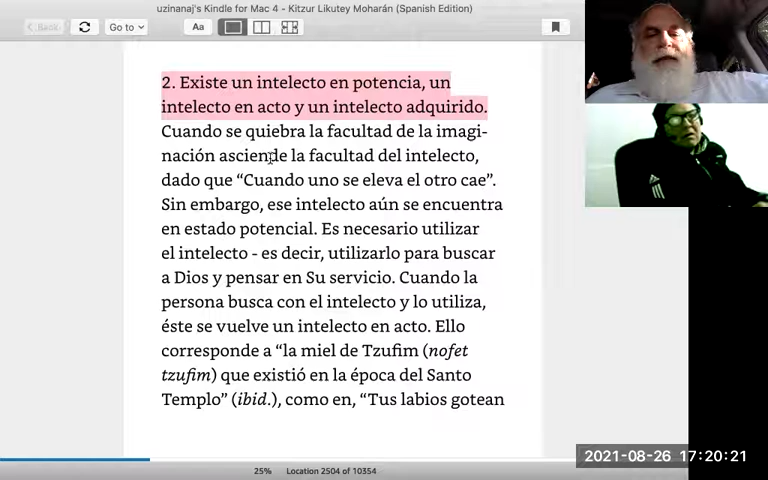 uzinanaj's Kindle for Mac 4 - Kitzur Likutey Moharán (Spanish Edition)
Back
Go to
Aa
2. Existe un intelecto en potencia, un
intelecto en acto y un intelecto adquirido.
Cuando se quiebra la facultad de la imagi-
nación asciende la facultad del intelecto,
dado que “Cuando uno se eleva el otro cae”.
Sin embargo, ese intelecto aún se encuentra
en estado potencial. Es necesario utilizar
el intelecto - es decir, utilizarlo para buscar
a Dios y pensar en Su servicio. Cuando la
persona busca con el intelecto y lo utiliza,
éste se vuelve un intelecto en acto. Ello
corresponde a “la miel de Tzufim (nofet
tzufim) que existió en la época del Santo
Templo” (ibid.), como en, “Tus labios gotean
25% Location 2504 of 10354
2021-08-26 17:20:21